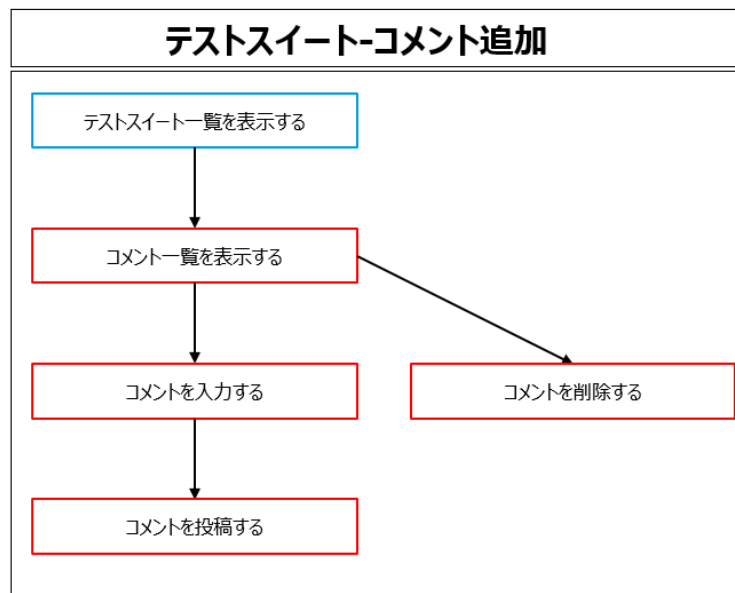 テストスイート-コメント追加
テストスイート一覧を表示する
コメント一覧を表示する
コメントを入力する
コメントを削除する
コメントを投稿する